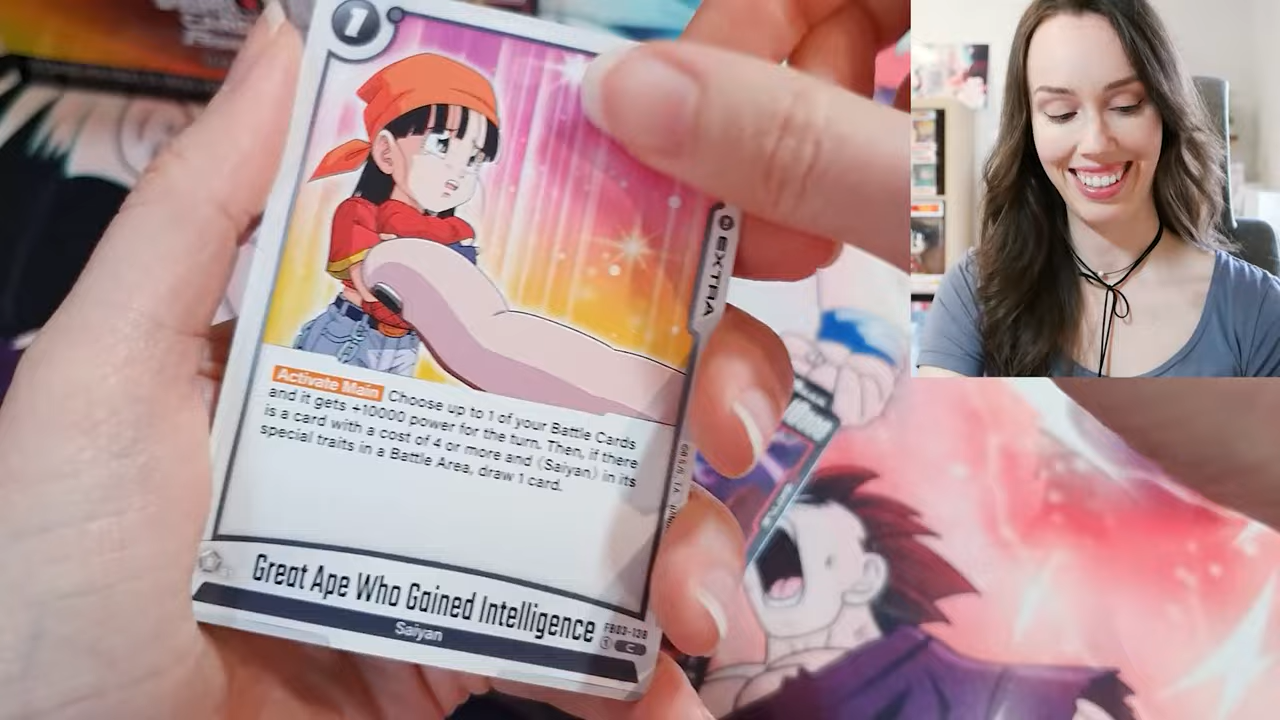 1
EXTRA
Activate Main Choose up to 1 of your Battle Cards
and it gets +10000 power for the turn. Then, if there
is a card with a cost of 4 or more and 《Saiyan》 in its
special traits in a Battle Area, draw 1 card.
Great Ape Who Gained Intelligence
Saiyan
C